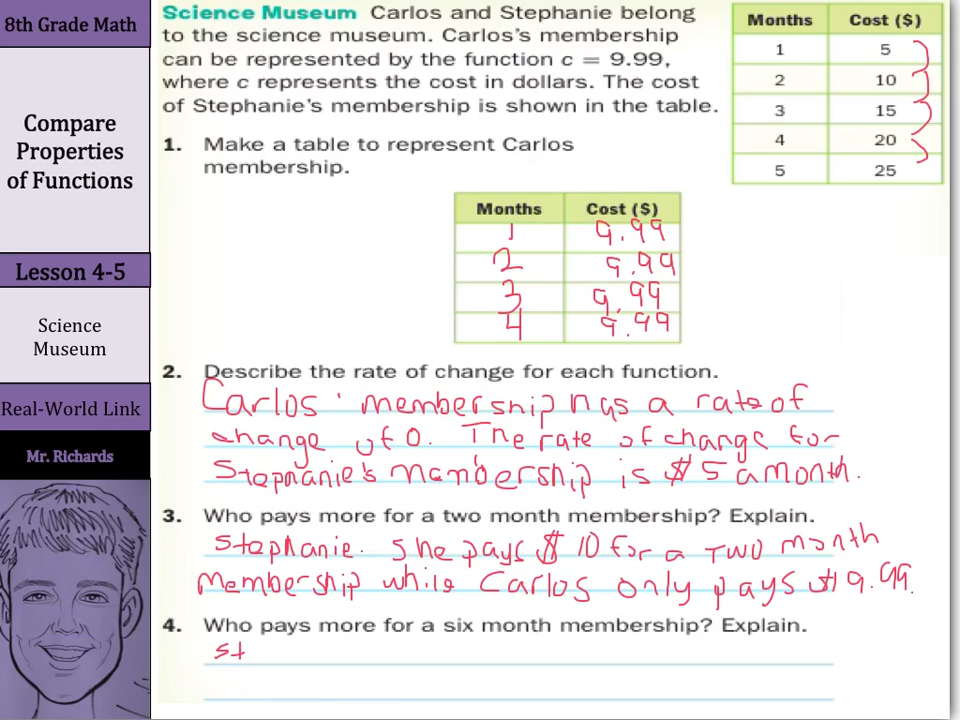 8th Grade Math
Compare
Properties
of Functions
Lesson 4-5
Science
Museum
Real-World Link
Mr. Richards
Science Museum Carlos and Stephanie belong
to the science museum. Carlos's membership
can be represented by the function c = 9.99,
where c represents the cost in dollars. The cost
of Stephanie's membership is shown in the table.
Months Cost ($)
1 5
2 10
3 15
4 20
5 25
1. Make a table to represent Carlos
membership.
Months Cost ($)
1 9.99
2 9.99
3 9.99
4 9.99
2. Describe the rate of change for each function.
Carlos' membership has a rate of
change of 0. The rate of change for
Stephanie's membership is $5 a month.
3. Who pays more for a two month membership? Explain.
Stephanie. She pays $10 for a two month
membership while Carlos only pays $9.99.
4. Who pays more for a six month membership? Explain.
St